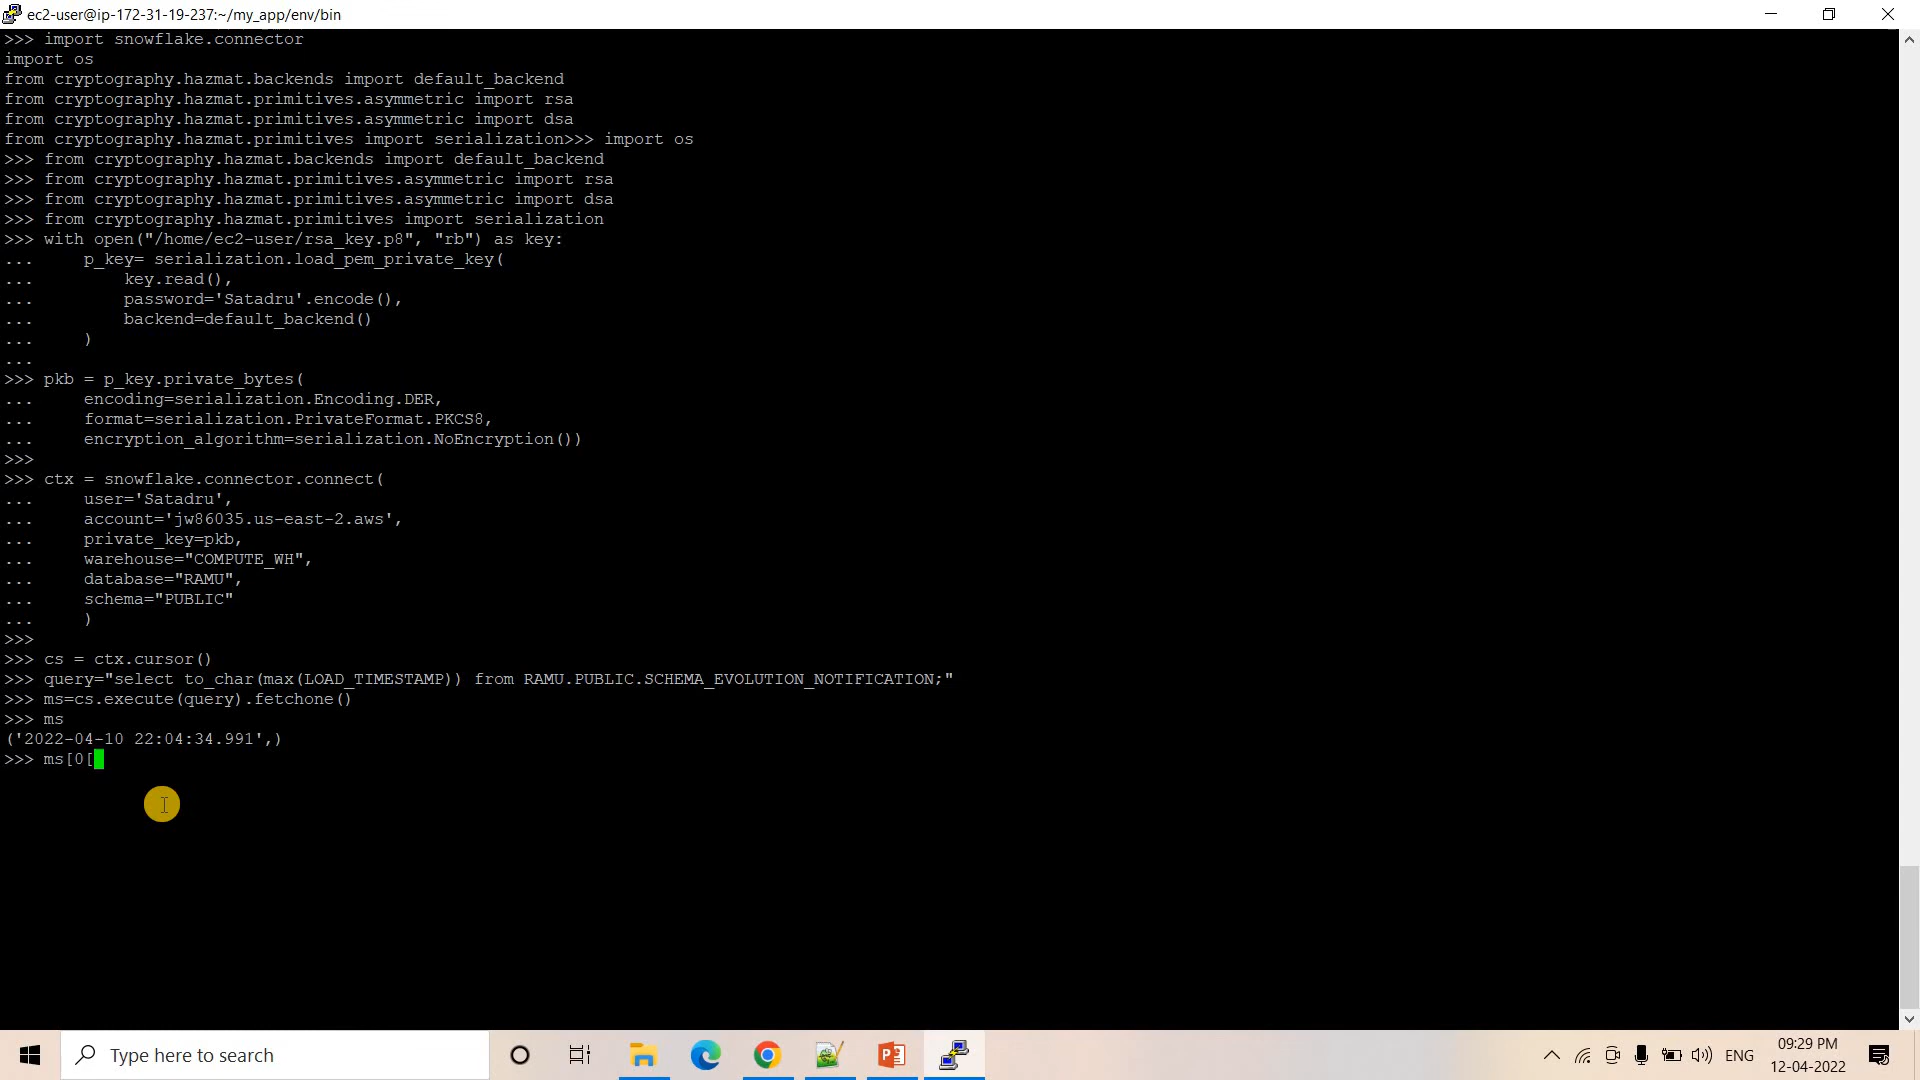 ec2-user@ip-172-31-19-237:~/my_app/env/bin
>>> import snowflake.connector
import os
from cryptography.hazmat.backends import default_backend
from cryptography.hazmat.primitives.asymmetric import rsa
from cryptography.hazmat.primitives.asymmetric import dsa
from cryptography.hazmat.primitives import serialization>>> import os
>>> from cryptography.hazmat.backends import default_backend
>>> from cryptography.hazmat.primitives.asymmetric import rsa
>>> from cryptography.hazmat.primitives.asymmetric import dsa
>>> from cryptography.hazmat.primitives import serialization
>>> with open("/home/ec2-user/rsa_key.p8", "rb") as key:
...     p_key= serialization.load_pem_private_key(
...         key.read(),
...         password='Satadru'.encode(),
...         backend=default_backend()
...     )
...
>>> pkb = p_key.private_bytes(
...     encoding=serialization.Encoding.DER,
...     format=serialization.PrivateFormat.PKCS8,
...     encryption_algorithm=serialization.NoEncryption())
>>>
>>> ctx = snowflake.connector.connect(
...     user='Satadru',
...     account='jw86035.us-east-2.aws',
...     private_key=pkb,
...     warehouse="COMPUTE_WH",
...     database="RAMU",
...     schema="PUBLIC"
...     )
>>>
>>> cs = ctx.cursor()
>>> query="select to_char(max(LOAD_TIMESTAMP)) from RAMU.PUBLIC.SCHEMA_EVOLUTION_NOTIFICATION;"
>>> ms=cs.execute(query).fetchone()
>>> ms
('2022-04-10 22:04:34.991',)
>>> ms[0[
Type here to search
ENG
09:29 PM
12-04-2022